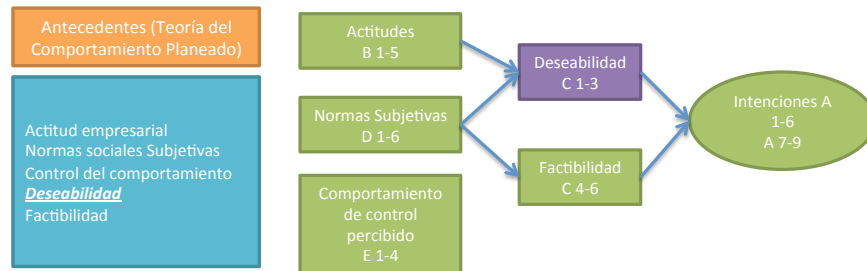 Antecedentes (Teoría del
Comportamiento Planeado)
Actitud empresarial
Normas sociales Subjetivas
Control del comportamiento
Deseabilidad
Factibilidad
Actitudes
B 1-5
Normas Subjetivas
D 1-6
Comportamiento
de control
percibido
E 1-4
Deseabilidad
C 1-3
Factibilidad
C 4-6
Intenciones A
1-6
A 7-9